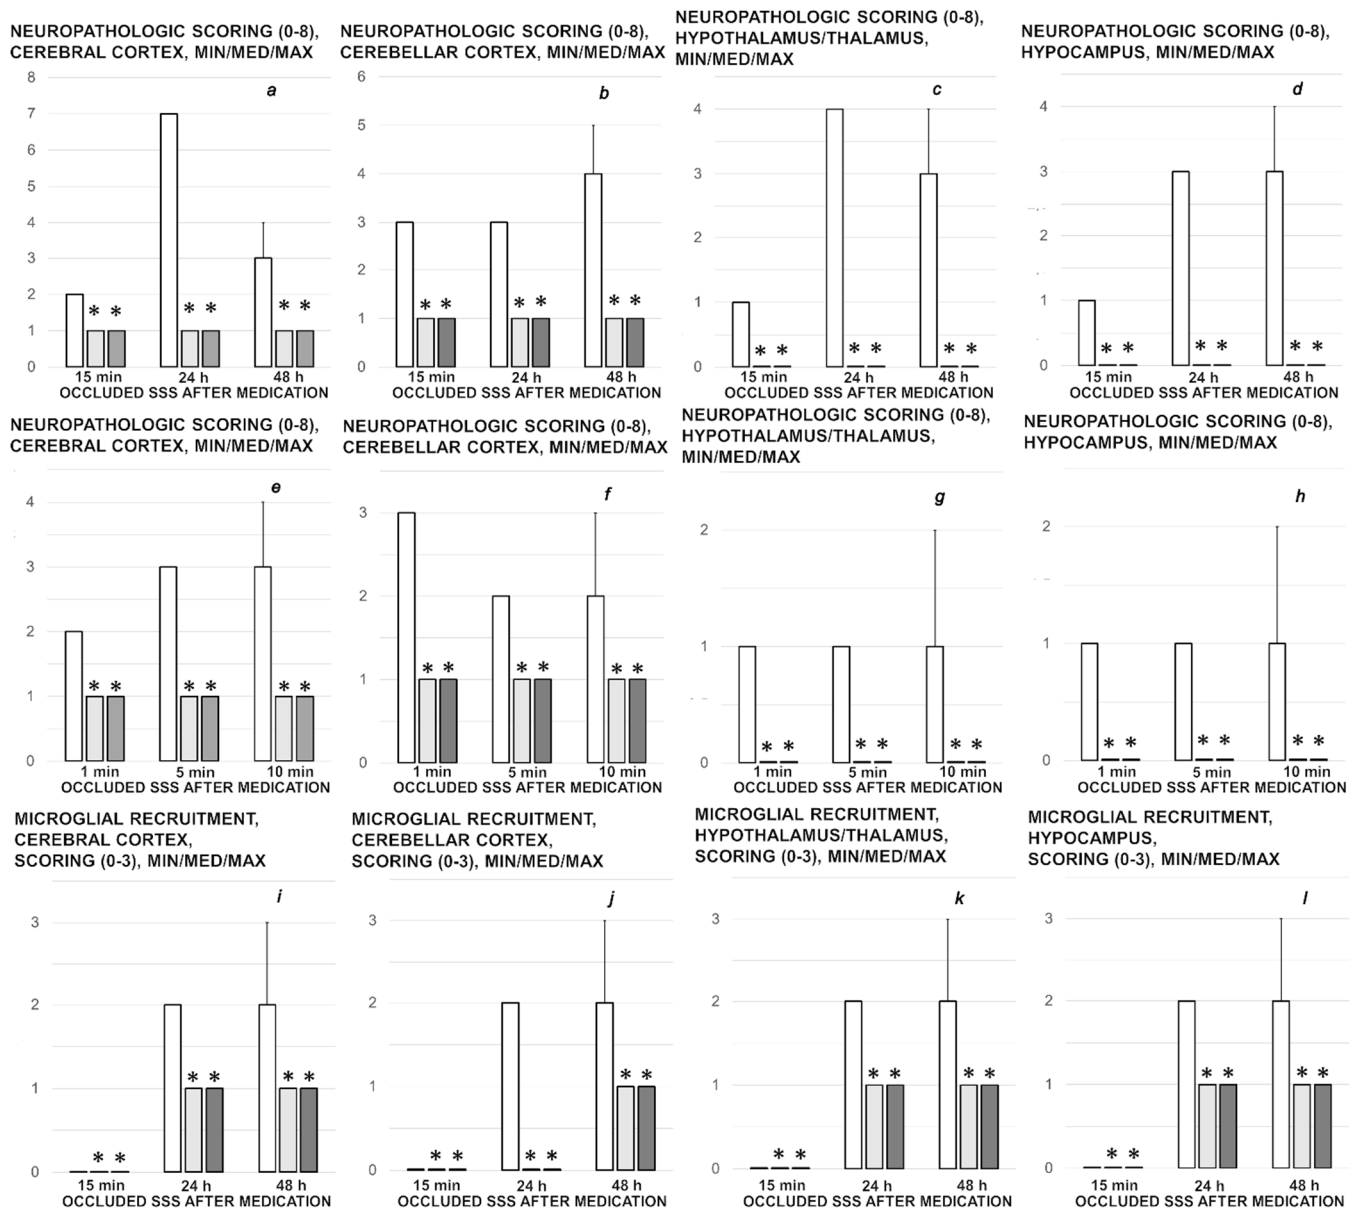 NEUROPATHOLOGIC SCORING (0-8),
CEREBRAL CORTEX, MIN/MED/MAX
8
7
6
5
4
3
2
1
0
a
* *
* *
* *
15 min 24 h 48 h
OCCLUDED SSS AFTER MEDICATION
NEUROPATHOLOGIC SCORING (0-8),
CEREBELLAR CORTEX, MIN/MED/MAX
6
5
4
3
2
1
0
b
* *
* *
* *
15 min 24 h 48 h
OCCLUDED SSS AFTER MEDICATION
NEUROPATHOLOGIC SCORING (0-8),
HYPOTHALAMUS/THALAMUS,
MIN/MED/MAX
4
3
2
1
0
c
* *
* *
* *
15 min 24 h 48 h
OCCLUDED SSS AFTER MEDICATION
NEUROPATHOLOGIC SCORING (0-8),
HYPOCAMPUS, MIN/MED/MAX
4
3
2
1
0
d
* *
* *
* *
15 min 24 h 48 h
OCCLUDED SSS AFTER MEDICATION
NEUROPATHOLOGIC SCORING (0-8),
CEREBRAL CORTEX, MIN/MED/MAX
4
3
2
1
0
e
* *
* *
* *
1 min 5 min 10 min
OCCLUDED SSS AFTER MEDICATION
NEUROPATHOLOGIC SCORING (0-8),
CEREBELLAR CORTEX, MIN/MED/MAX
3
2
1
0
f
* *
* *
* *
1 min 5 min 10 min
OCCLUDED SSS AFTER MEDICATION
NEUROPATHOLOGIC SCORING (0-8),
HYPOTHALAMUS/THALAMUS,
MIN/MED/MAX
2
1
0
g
* *
* *
* *
1 min 5 min 10 min
OCCLUDED SSS AFTER MEDICATION
NEUROPATHOLOGIC SCORING (0-8),
HYPOCAMPUS, MIN/MED/MAX
2
1
0
h
* *
* *
* *
1 min 5 min 10 min
OCCLUDED SSS AFTER MEDICATION
MICROGLIAL RECRUITMENT,
CEREBRAL CORTEX,
SCORING (0-3), MIN/MED/MAX
3
2
1
0
i
* *
* *
* *
15 min 24 h 48 h
OCCLUDED SSS AFTER MEDICATION
MICROGLIAL RECRUITMENT,
CEREBELLAR CORTEX,
SCORING (0-3), MIN/MED/MAX
3
2
1
0
j
* *
* *
* *
15 min 24 h 48 h
OCCLUDED SSS AFTER MEDICATION
MICROGLIAL RECRUITMENT,
HYPOTHALAMUS/THALAMUS,
SCORING (0-3), MIN/MED/MAX
3
2
1
0
k
* *
* *
* *
15 min 24 h 48 h
OCCLUDED SSS AFTER MEDICATION
MICROGLIAL RECRUITMENT,
HYPOCAMPUS,
SCORING (0-3), MIN/MED/MAX
3
2
1
0
l
* *
* *
* *
15 min 24 h 48 h
OCCLUDED SSS AFTER MEDICATION